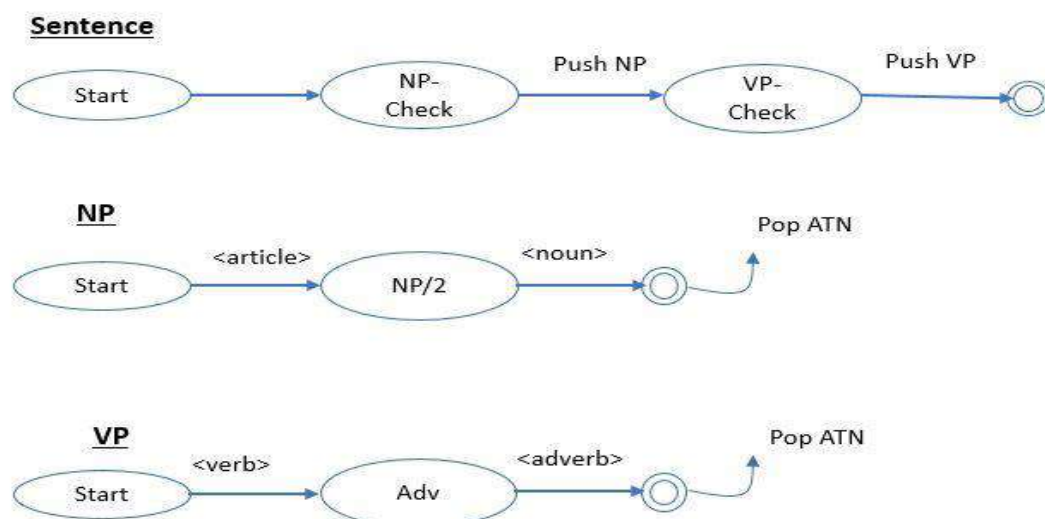 Sentence
Start
NP-
Check
Push NP
VP-
Check
Push VP
NP
Start
<article>
NP/2
<noun>
Pop ATN
VP
Start
<verb>
Adv
<adverb>
Pop ATN